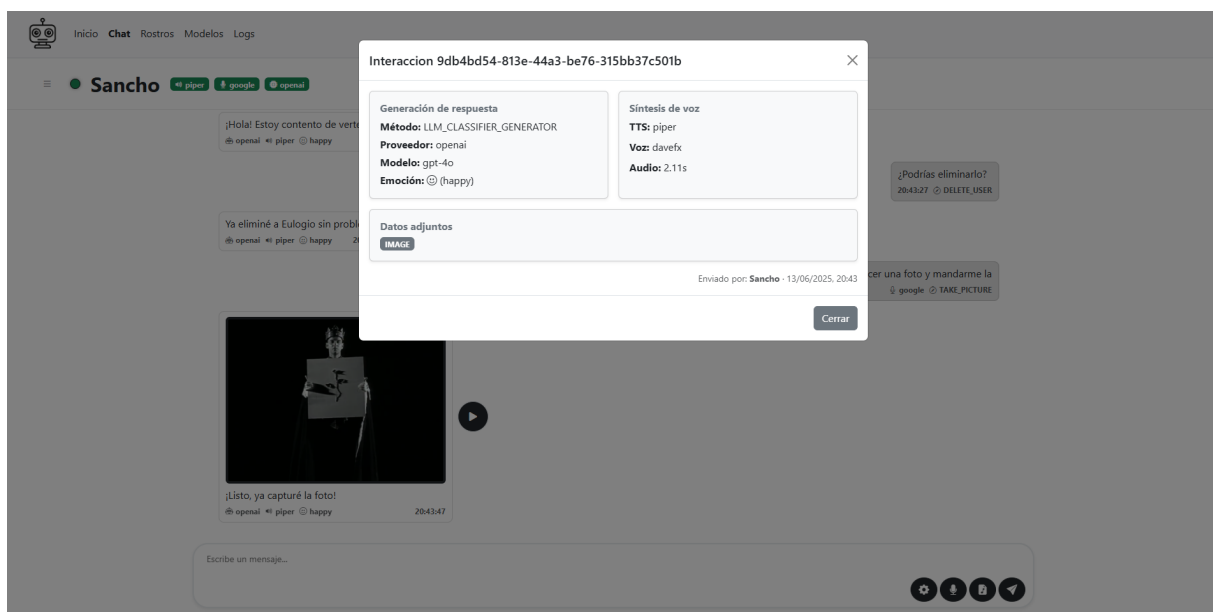 Inicio Chat Rostros Modelos Logs
Sancho piper google openai
Interaccion 9db4bd54-813e-44a3-be76-315bb37c501b
Generación de respuesta
Método: LLM_CLASSIFIER_GENERATOR
Proveedor: openai
Modelo: gpt-4o
Emoción: (happy)
Síntesis de voz
TTS: piper
Voz: davefx
Audio: 2.11s
Datos adjuntos
IMAGE
Enviado por: Sancho · 13/06/2025, 20:43
Cerrar
¡Hola! Estoy contento de verte
openai piper happy
¿Podrías eliminarlo?
20:43:27 DELETE_USER
Ya eliminé a Eulogio sin
openai piper happy
una foto y mandarme la
google TAKE_PICTURE
¡Listo, ya capturé la foto!
openai piper happy 20:43:47
Escribe un mensaje...